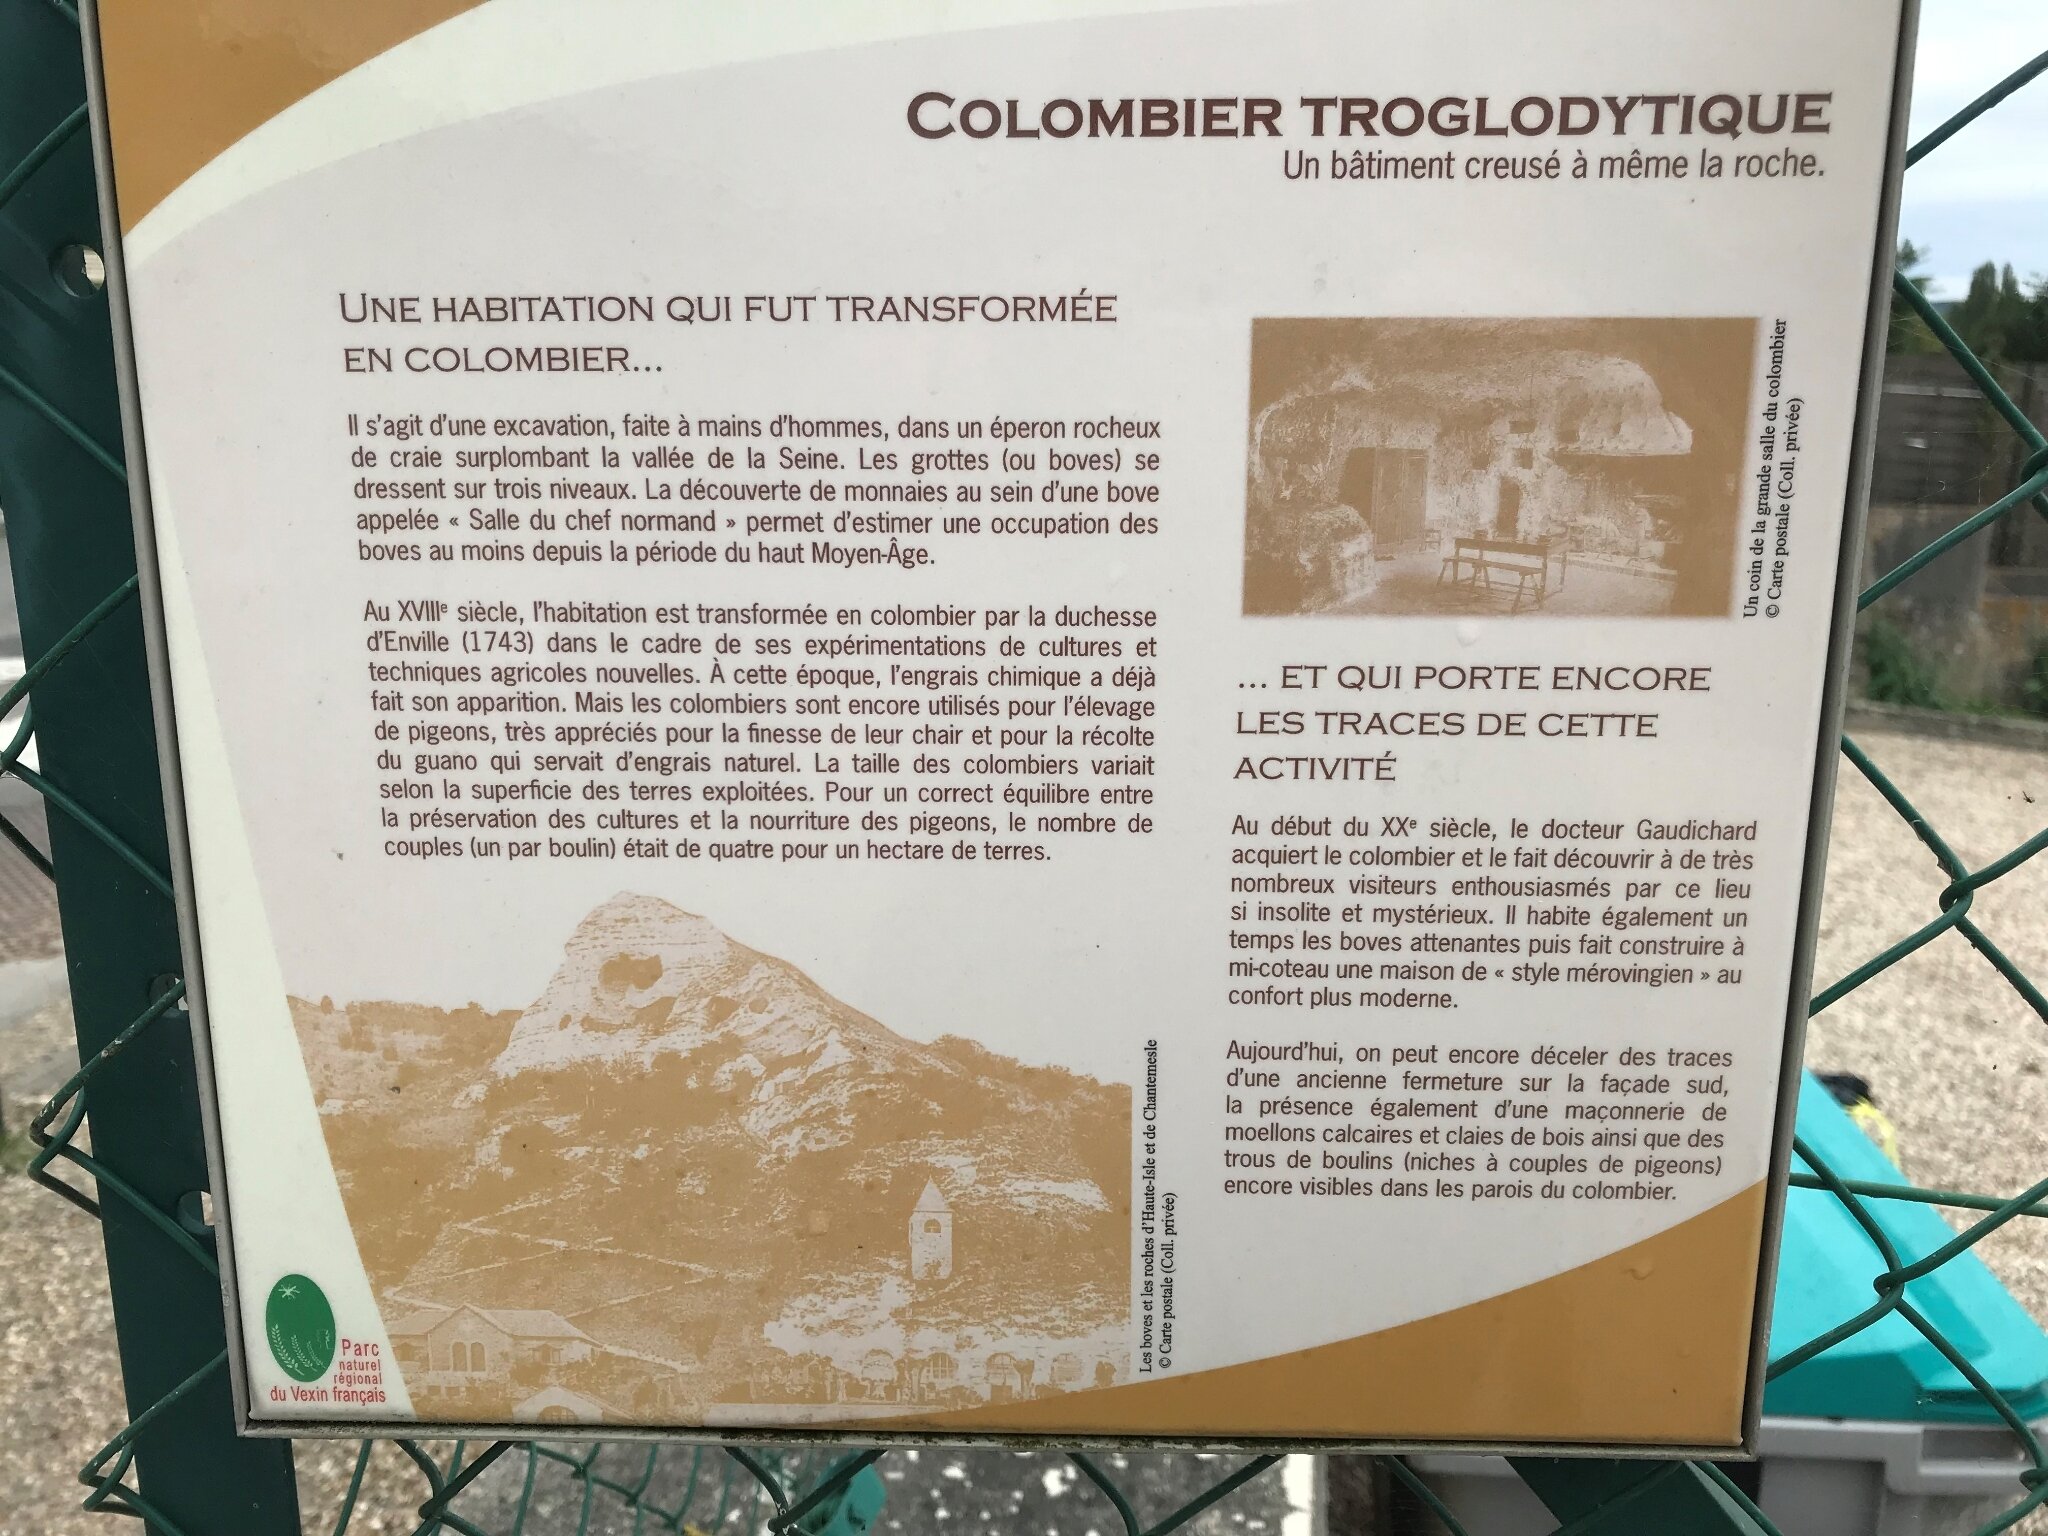 COLOMBIER TROGLODYTIQUE
Un bâtiment creusé à même la roche.
UNE HABITATION QUI FUT TRANSFORMÉE
EN COLOMBIER...
Il s'agit d'une excavation, faite à mains d'hommes, dans un éperon rocheux
de craie surplombant la vallée de la Seine. Les grottes (ou boves) se
dressent sur trois niveaux. La découverte de monnaies au sein d'une bove
appelée « Salle du chef normand » permet d'estimer une occupation des
boves au moins depuis la période du haut Moyen-Âge.
Au XVIIIe siècle, l'habitation est transformée en colombier par la duchesse
d'Enville (1743) dans le cadre de ses expérimentations de cultures et
techniques agricoles nouvelles. À cette époque, l'engrais chimique a déjà
fait son apparition. Mais les colombiers sont encore utilisés pour l'élevage
de pigeons, très appréciés pour la finesse de leur chair et pour la récolte
du guano qui servait d'engrais naturel. La taille des colombiers variait
selon la superficie des terres exploitées. Pour un correct équilibre entre
la préservation des cultures et la nourriture des pigeons, le nombre de
couples (un par boulin) était de quatre pour un hectare de terres.
Les boves et les roches d'Haute-Isle et de Chantemesle
© Carte postale (Coll. privée)
Parc
naturel
régional
du Vexin français
Un coin de la grande salle du colombier
© Carte postale (Coll. privée)
... ET QUI PORTE ENCORE
LES TRACES DE CETTE
ACTIVITÉ
Au début du XXe siècle, le docteur Gaudichard
acquiert le colombier et le fait découvrir à de très
nombreux visiteurs enthousiasmés par ce lieu
si insolite et mystérieux. Il habite également un
temps les boves attenantes puis fait construire à
mi-coteau une maison de « style mérovingien » au
confort plus moderne.
Aujourd'hui, on peut encore déceler des traces
d'une ancienne fermeture sur la façade sud,
la présence également d'une maçonnerie de
moellons calcaires et claies de bois ainsi que des
trous de boulins (niches à couples de pigeons)
encore visibles dans les parois du colombier.